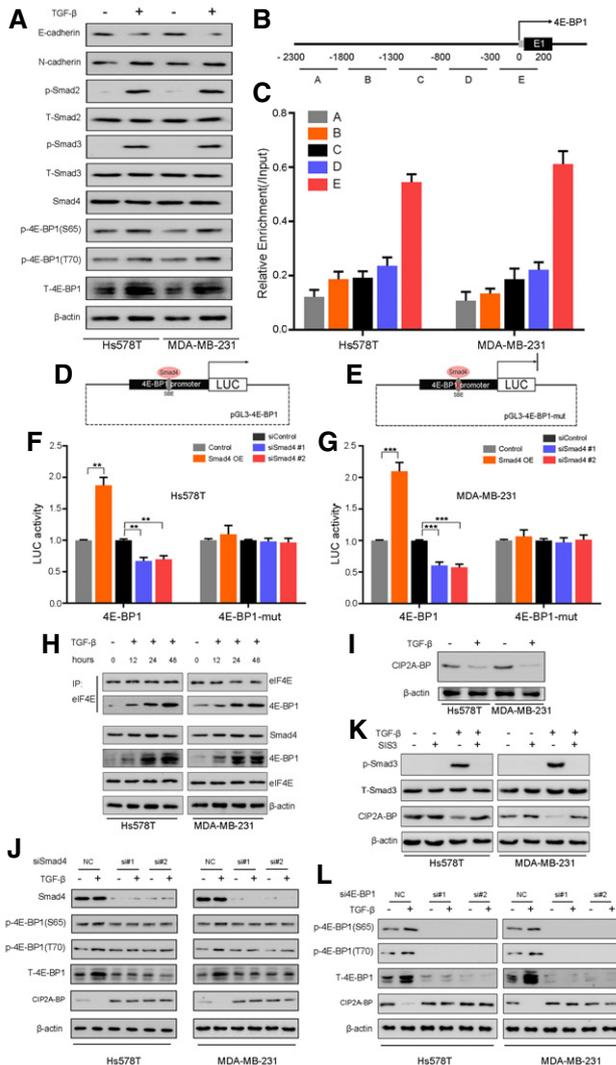 A
TGF-β - + - +
E-cadherin
N-cadherin
p-Smad2
T-Smad2
p-Smad3
T-Smad3
Smad4
p-4E-BP1(S65)
p-4E-BP1(T70)
T-4E-BP1
β-actin
Hs578T MDA-MB-231
B
4E-BP1
E1
- 2300 -1800 -1300 -800 -300 0 200
A B C D E
C
Relative Enrichment(/Input)
0.8
0.6
0.4
0.2
0.0
A
B
C
D
E
Hs578T MDA-MB-231
D
Smad4
4E-BP1 promoter LUC
SBE
pGL3-4E-BP1
E
Smad4
4E-BP1 promoter LUC
SBE
pGL3-4E-BP1-mut
F
LUC activity
2.5
2.0
1.5
1.0
0.5
0.0
Control
Smad4 OE
siControl
siSmad4 #1
siSmad4 #2
Hs578T
**
**
**
4E-BP1 4E-BP1-mut
G
LUC activity
2.5
2.0
1.5
1.0
0.5
0.0
Control
Smad4 OE
siControl
siSmad4 #1
siSmad4 #2
MDA-MB-231
***
***
***
4E-BP1 4E-BP1-mut
H
TGF-β - + + + - + + +
hours 0 12 24 48 0 12 24 48
IP:
eIF4E
eIF4E
4E-BP1
Smad4
4E-BP1
eIF4E
β-actin
Hs578T MDA-MB-231
I
TGF-β - + - +
CIP2A-BP
β-actin
Hs578T MDA-MB-231
K
TGF-β - - + + - - + +
SIS3 - + - + - + - +
p-Smad3
T-Smad3
CIP2A-BP
β-actin
Hs578T MDA-MB-231
J
siSmad4 NC si#1 si#2 NC si#1 si#2
TGF-β - + - + - + - + - + - +
Smad4
p-4E-BP1(S65)
p-4E-BP1(T70)
T-4E-BP1
CIP2A-BP
β-actin
Hs578T MDA-MB-231
L
si4E-BP1 NC si#1 si#2 NC si#1 si#2
TGF-β - + - + - + - + - + - +
p-4E-BP1(S65)
p-4E-BP1(T70)
T-4E-BP1
CIP2A-BP
β-actin
Hs578T MDA-MB-231